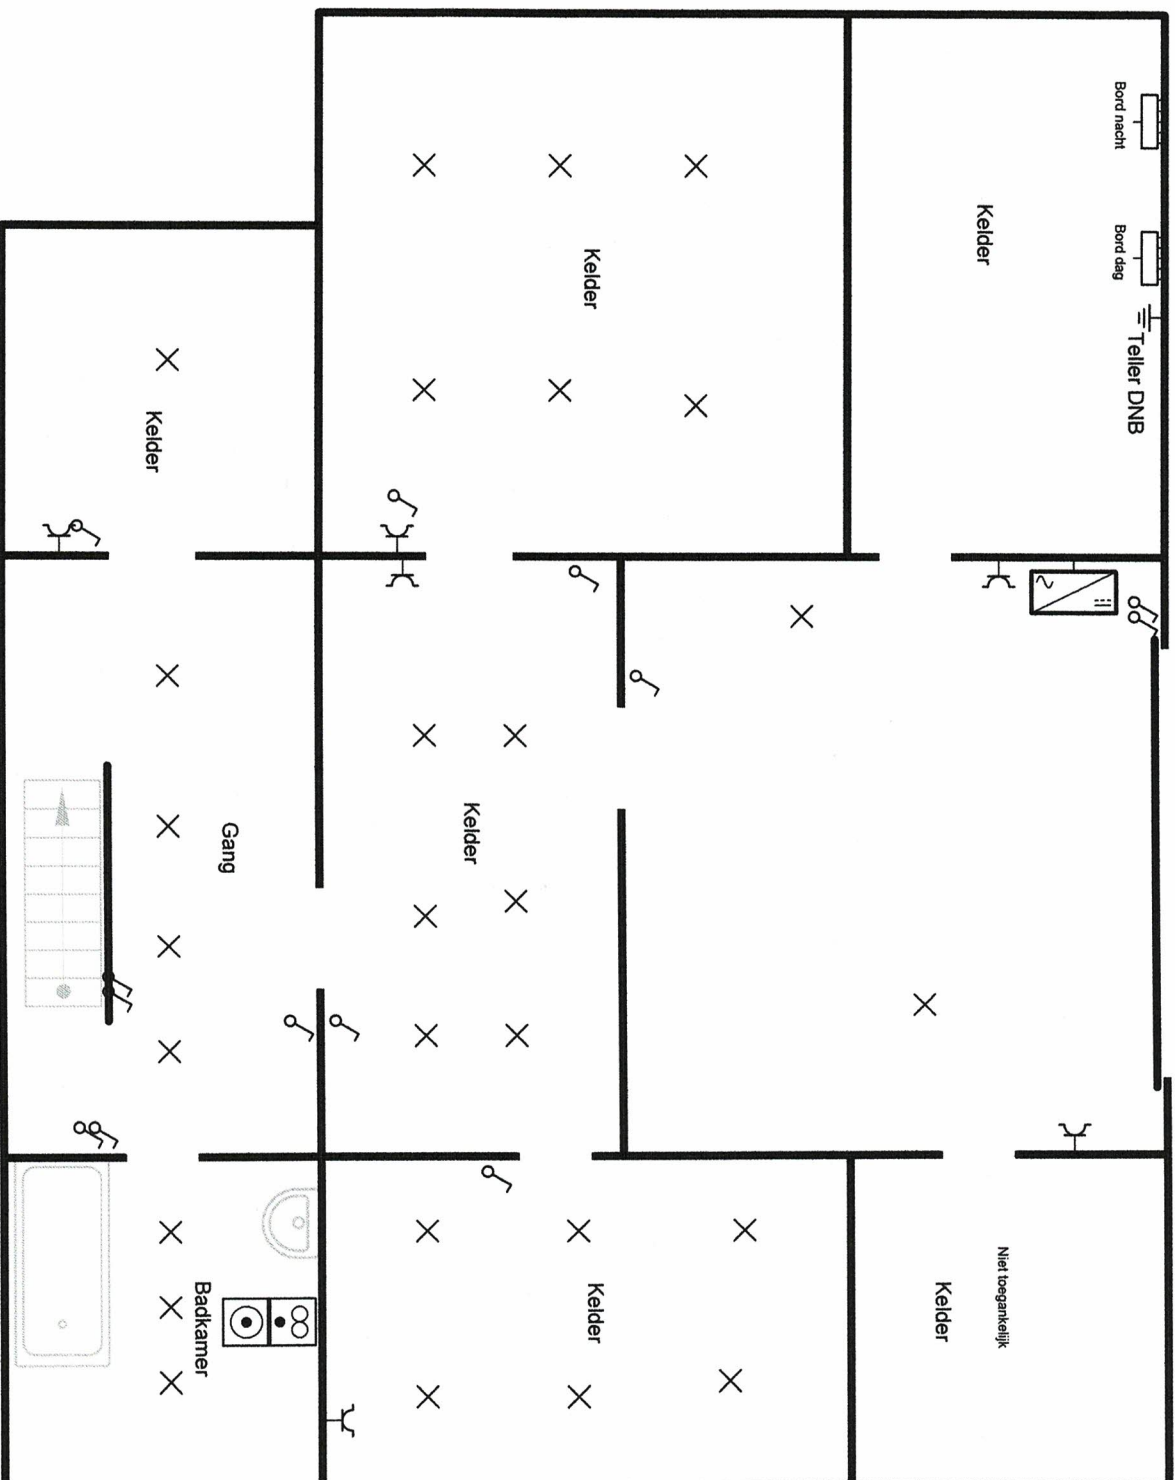 Bord nacht
Bord dag
Teller DNB
Kelder
Kelder
Kelder
Kelder
Gang
Niet toegankelijk
Kelder
Kelder
Badkamer